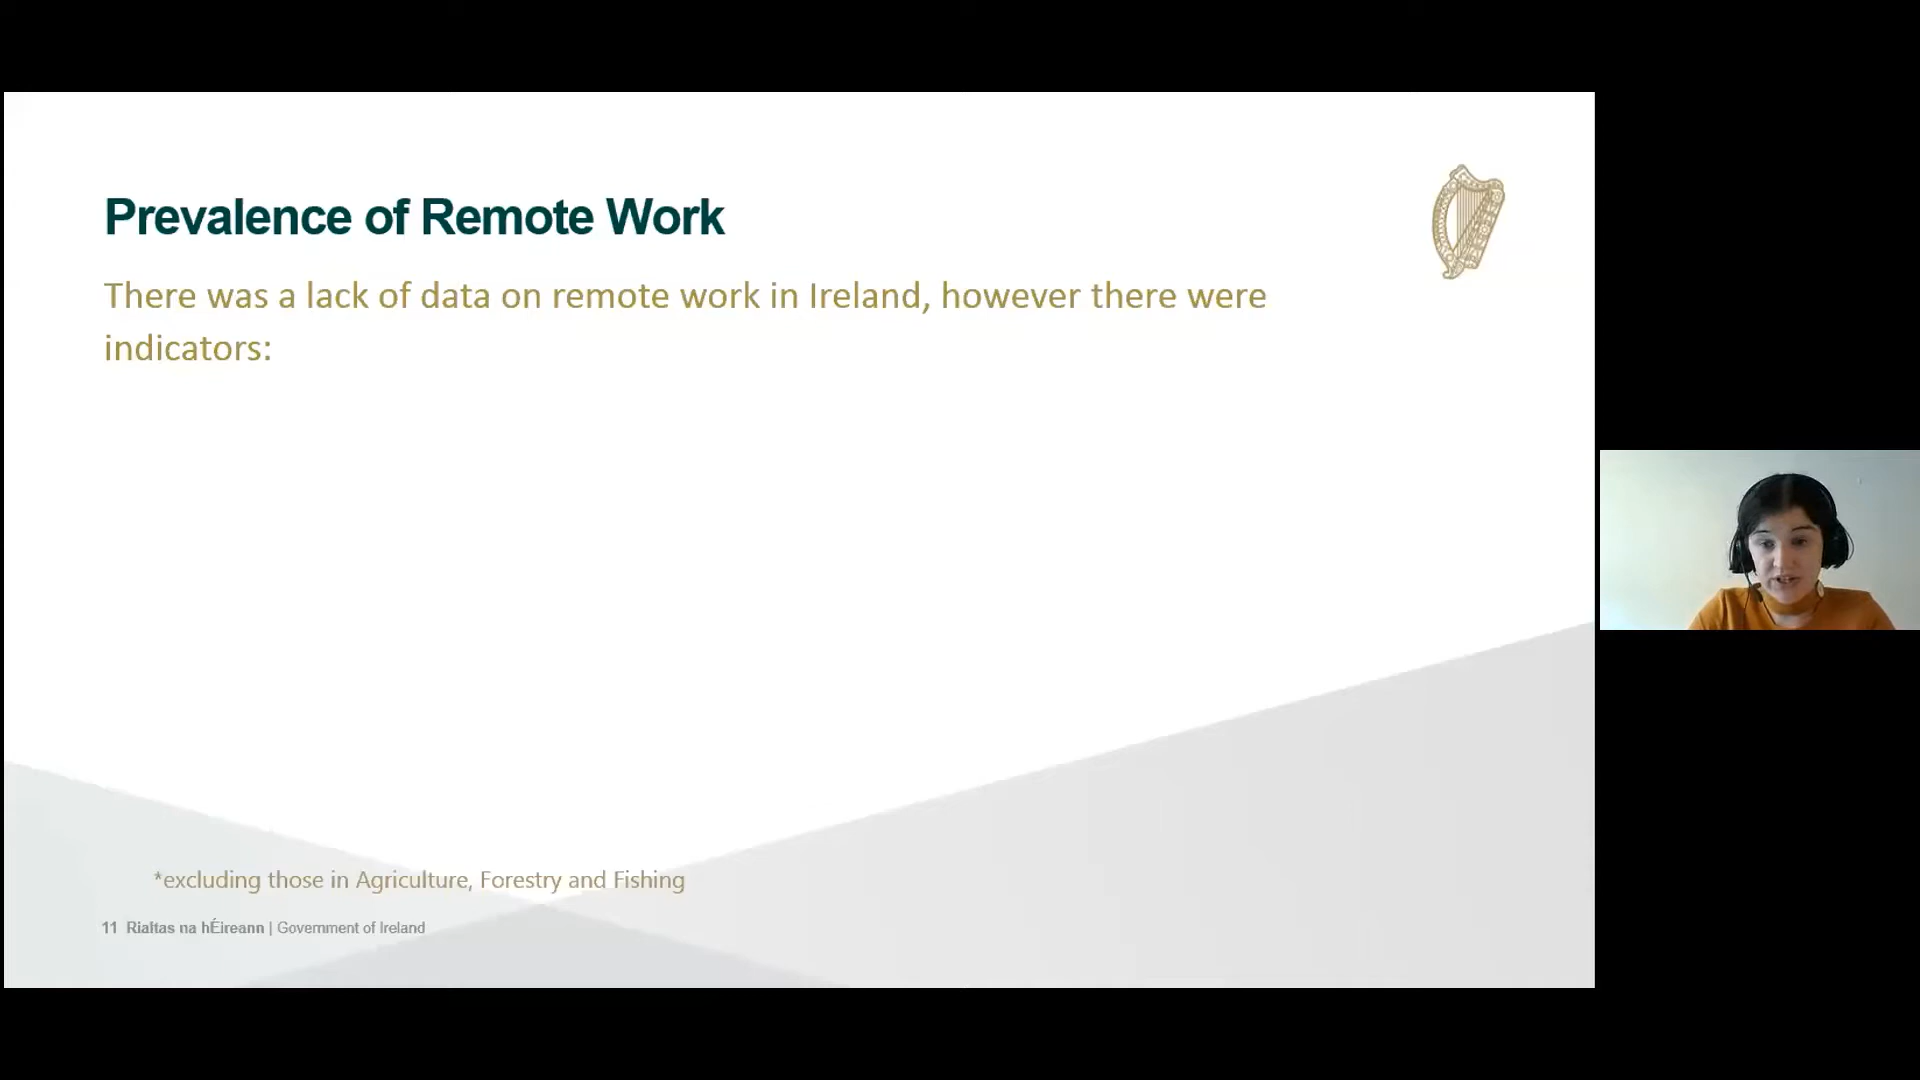 Prevalence of Remote Work
There was a lack of data on remote work in Ireland, however there were
indicators:
*excluding those in Agriculture, Forestry and Fishing
11 Rialtas na hÉireann | Government of Ireland